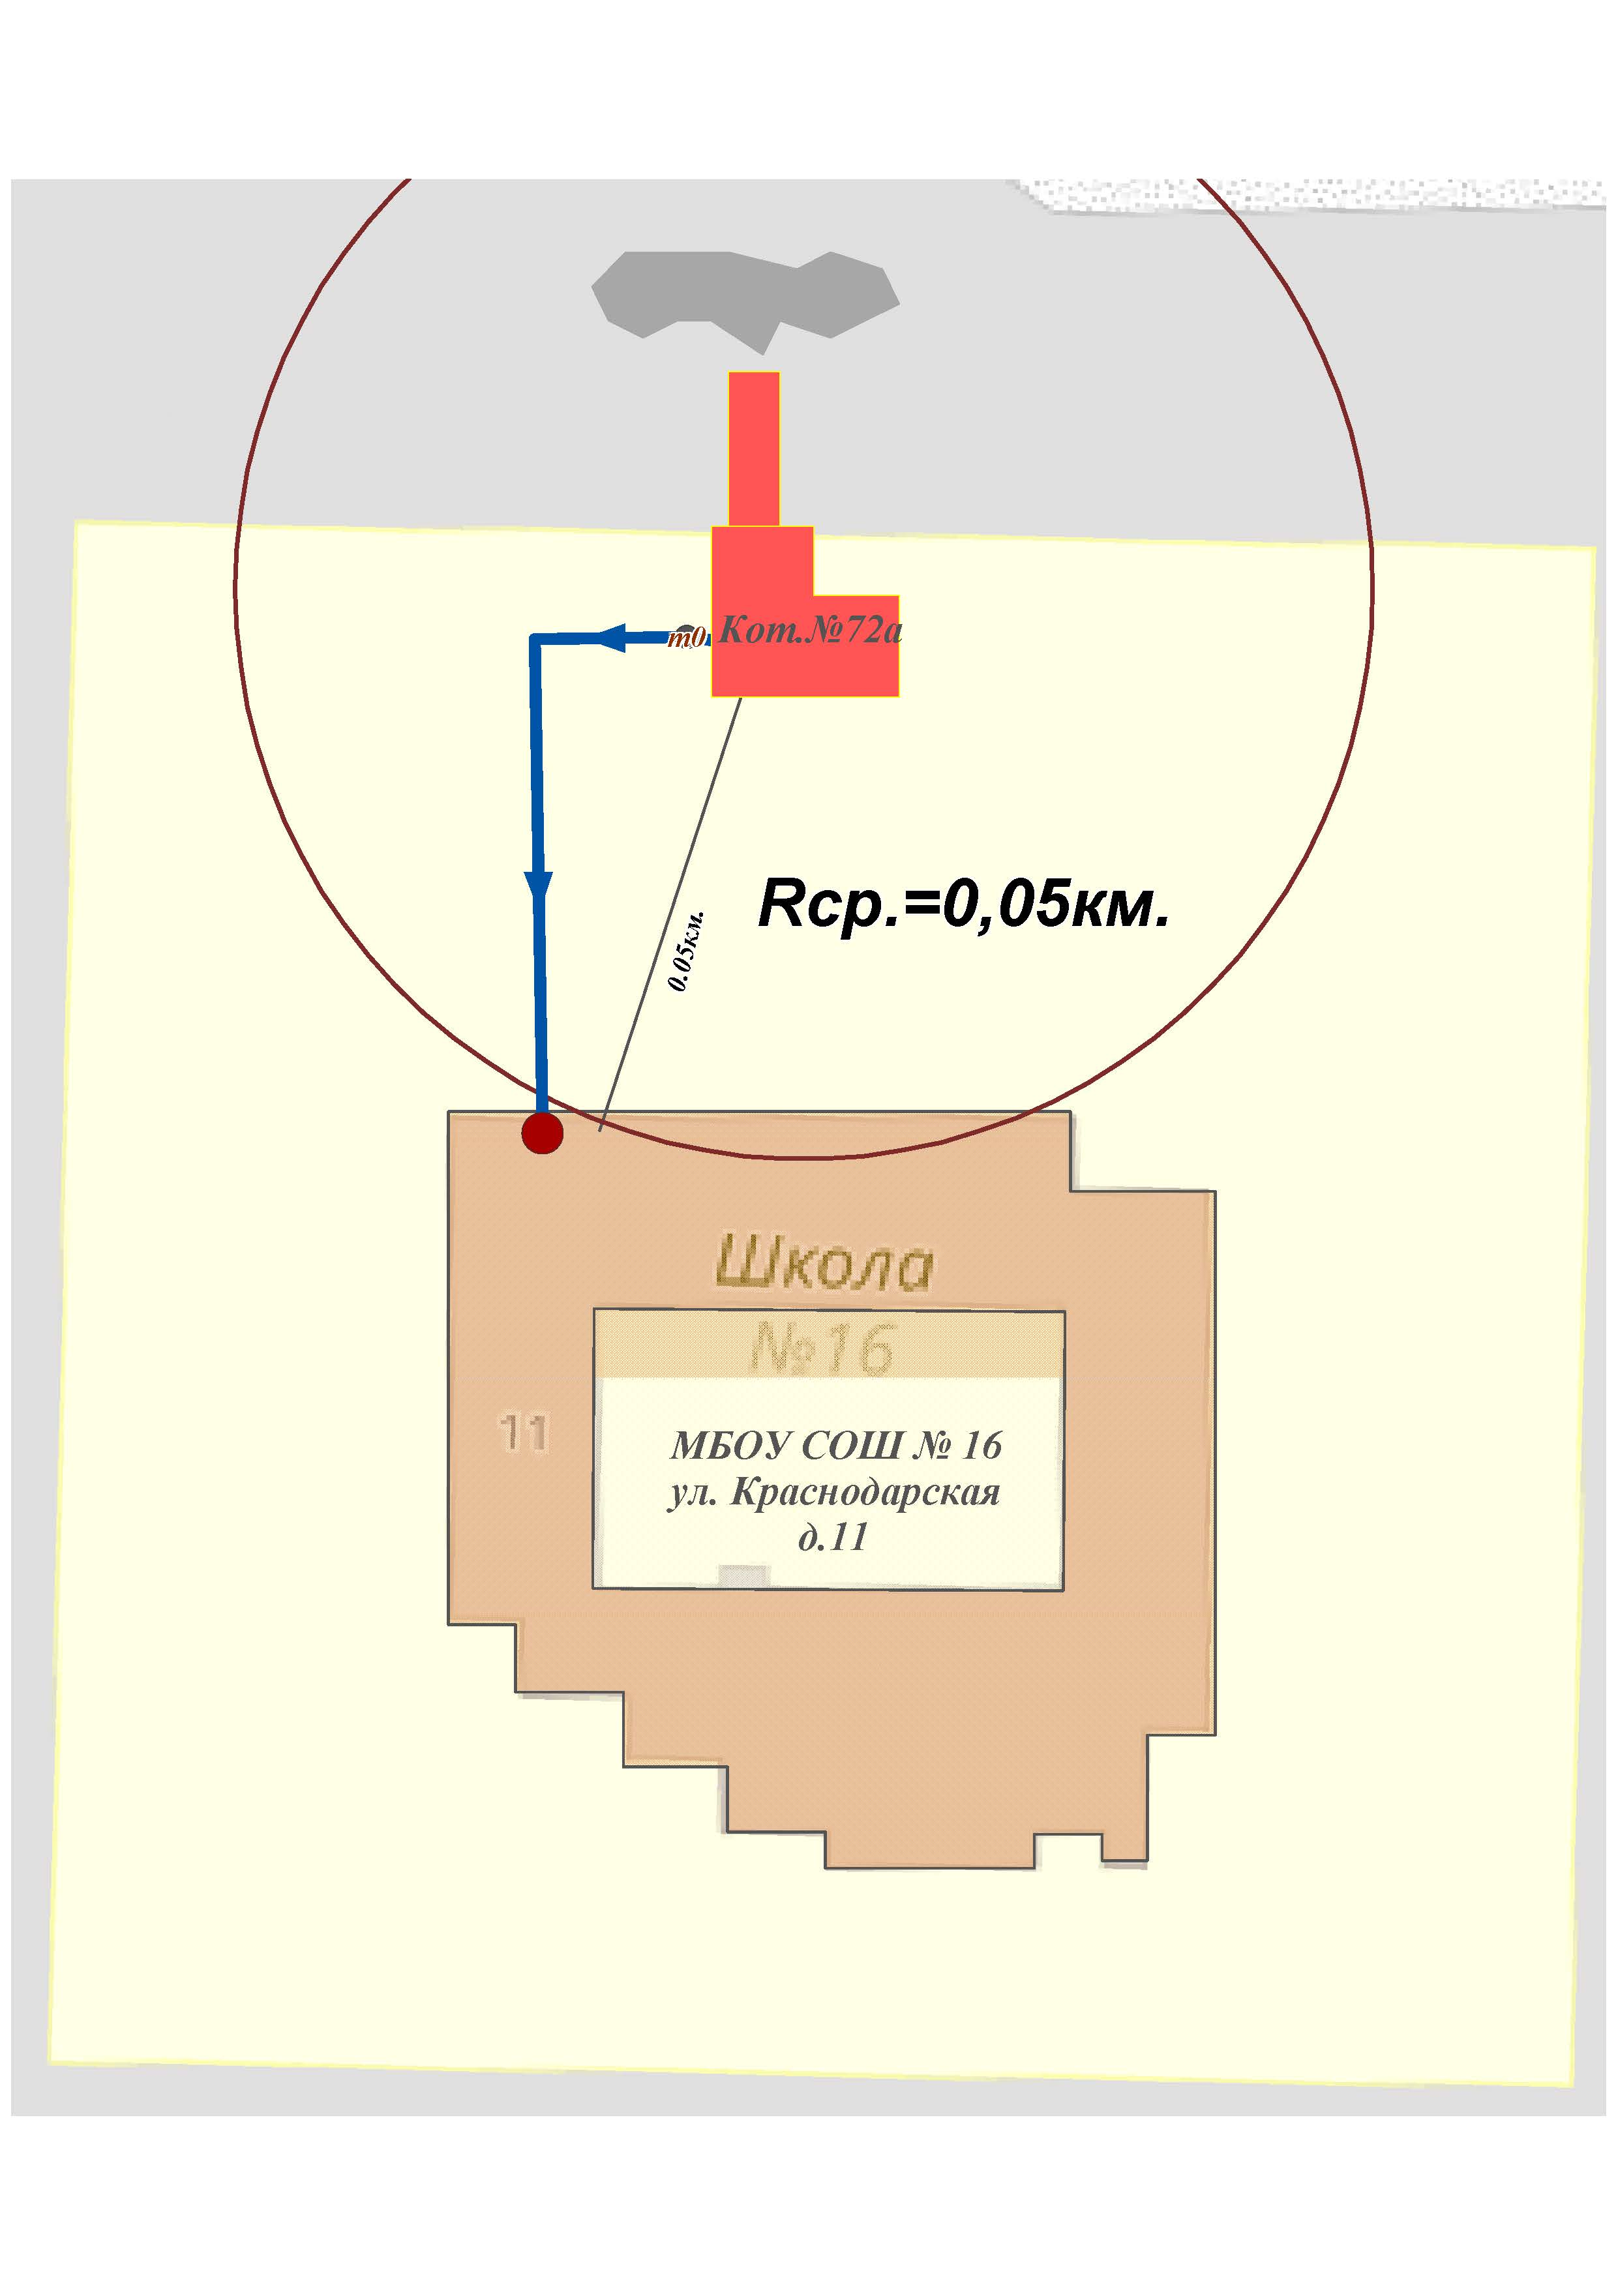 Кот.№72а
т0
Rср.=0,05км.
0.05км.
Школа
№16
11
МБОУ СОШ № 16
ул. Краснодарская
д.11